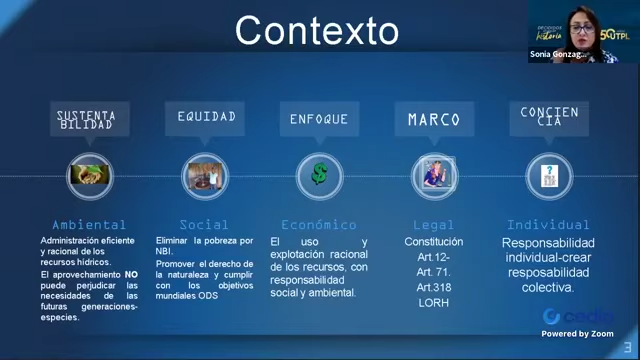 Contexto
DECIDIMOS
historia
50UTPL
Sonia Gonzag...
SUSTENTA
BILIDAD
EQUIDAD
ENFOQUE
MARCO
CONCIEN
CIA
Ambiental
Administración eficiente
y racional de los
recursos hídricos.
El aprovechamiento NO
puede perjudicar las
necesidades de las
futuras generaciones-
especies.
Social
Eliminar la pobreza por
NBI.
Promover el derecho de
la naturaleza y cumplir
con los objetivos
mundiales ODS
Económico
El uso y
explotación racional
de los recursos, con
responsabilidad
social y ambiental.
Legal
Constitución
Art.12-
Art. 71.
Art.318
LORH
Individual
Responsabilidad
individual-crear
resposabilidad
colectiva.
cedia
Powered by Zoom
3